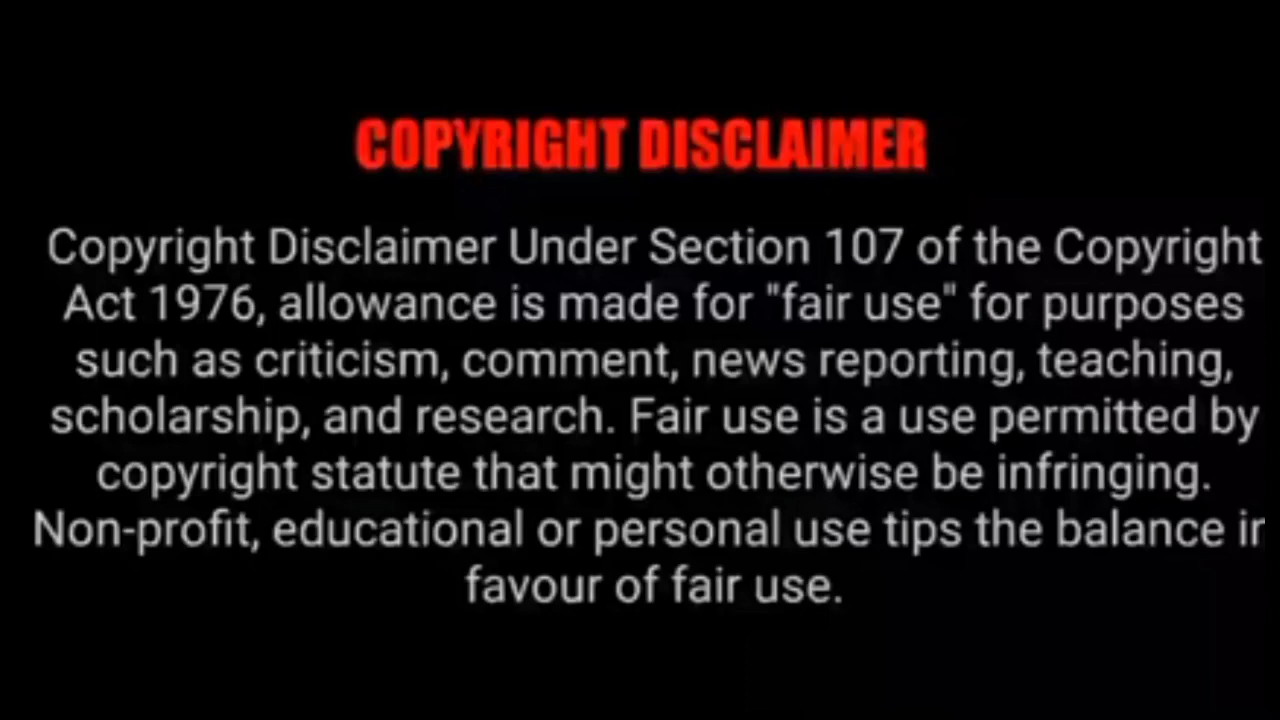 COPYRIGHT DISCLAIMER
Copyright Disclaimer Under Section 107 of the Copyright
Act 1976, allowance is made for "fair use" for purposes
such as criticism, comment, news reporting, teaching,
scholarship, and research. Fair use is a use permitted by
copyright statute that might otherwise be infringing.
Non-profit, educational or personal use tips the balance in
favour of fair use.